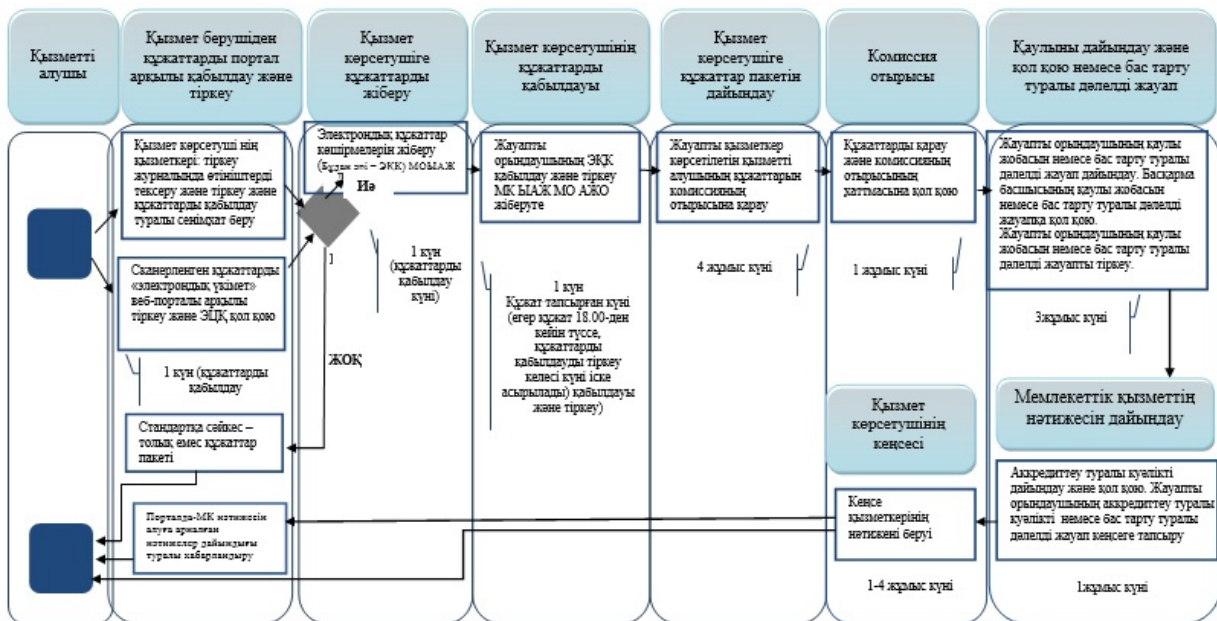 Қызметті
алушы
Қызмет берушіден
құжаттарды портал
арқылы қабылдау және
тіркеу
Қызмет
көрсетушіге
құжаттарды
жіберу
Қызмет көрсетушінің
құжаттарды
қабылдауы
Қызмет
көрсетушіге
құжаттар пакетін
дайындау
Комиссия
отырысы
Қаулыны дайындау және
қол қою немесе бас тарту
туралы дәлелді жауап
Қызмет көрсетуші нің
қызметкері: тіркеу
журналында өтініштерді
тексеру және тіркеу және
құжаттарды қабылдау
туралы сенімхат беру
Сканерленген құжаттарды
«электрондық үкімет»
веб-порталы арқылы
тіркеу және ЭЦҚ қол қою
1 күн (құжаттарды
қабылдау
Стандартқа сәйкес –
толық емес құжаттар
пакеті
Порталда-МК нәтижесін
алуға арналған
нәтижелер дайындығы
туралы хабарландыру
Электрондық құжаттар
көшірмелерін жіберу
(Бұдан әрі – ЭКК) МОЫАЖ
Иә
1 күн
(құжаттарды
қабылдау
күні)
ЖОҚ
Жауапты
орындаушының ЭҚК
қабылдау және тіркеу
МК ЫАЖ МО АЖО
жіберуте
1 күн
Құжат тапсырған күні
(егер құжат 18.00-ден
кейін түссе,
құжаттарды
қабылдауды тіркеу
келесі күні іске
асырылады) қабылдауы
және тіркеу)
Жауапты қызметкер
көрсетілетін қызметті
алушының құжаттарын
комиссияның
отырысына қарау
4 жұмыс күні
Құжаттарды қарау
және комиссияның
отырысының
хаттмасына қол қою
1 жұмыс күні
Жауапты орындаушының қаулы
жобасын немесе бас тарту туралы
дәлелді жауап дайындау. Басқарма
басшысының қаулы жобасын
немесе бас тарту туралы дәлелді
жауапқа қол қою.
Жауапты орындаушының қаулы
жобасын немесе бас тарту туралы
дәлелді жауапты тіркеу.
3жұмыс күні
Қызмет
көрсетушінің
кеңсесі
Мемлекеттік қызметтің
нәтижесін дайындау
Кеңсе
қызметкерінің
нәтижені беруі
1-4 жұмыс күні
Аккредиттеу туралы куәлікті
дайындау және қол қою. Жауапты
орындаушының аккредиттеу туралы
куәлікті немесе бас тарту туралы
дәлелді жауап кеңсеге тапсыру
1жұмыс күні